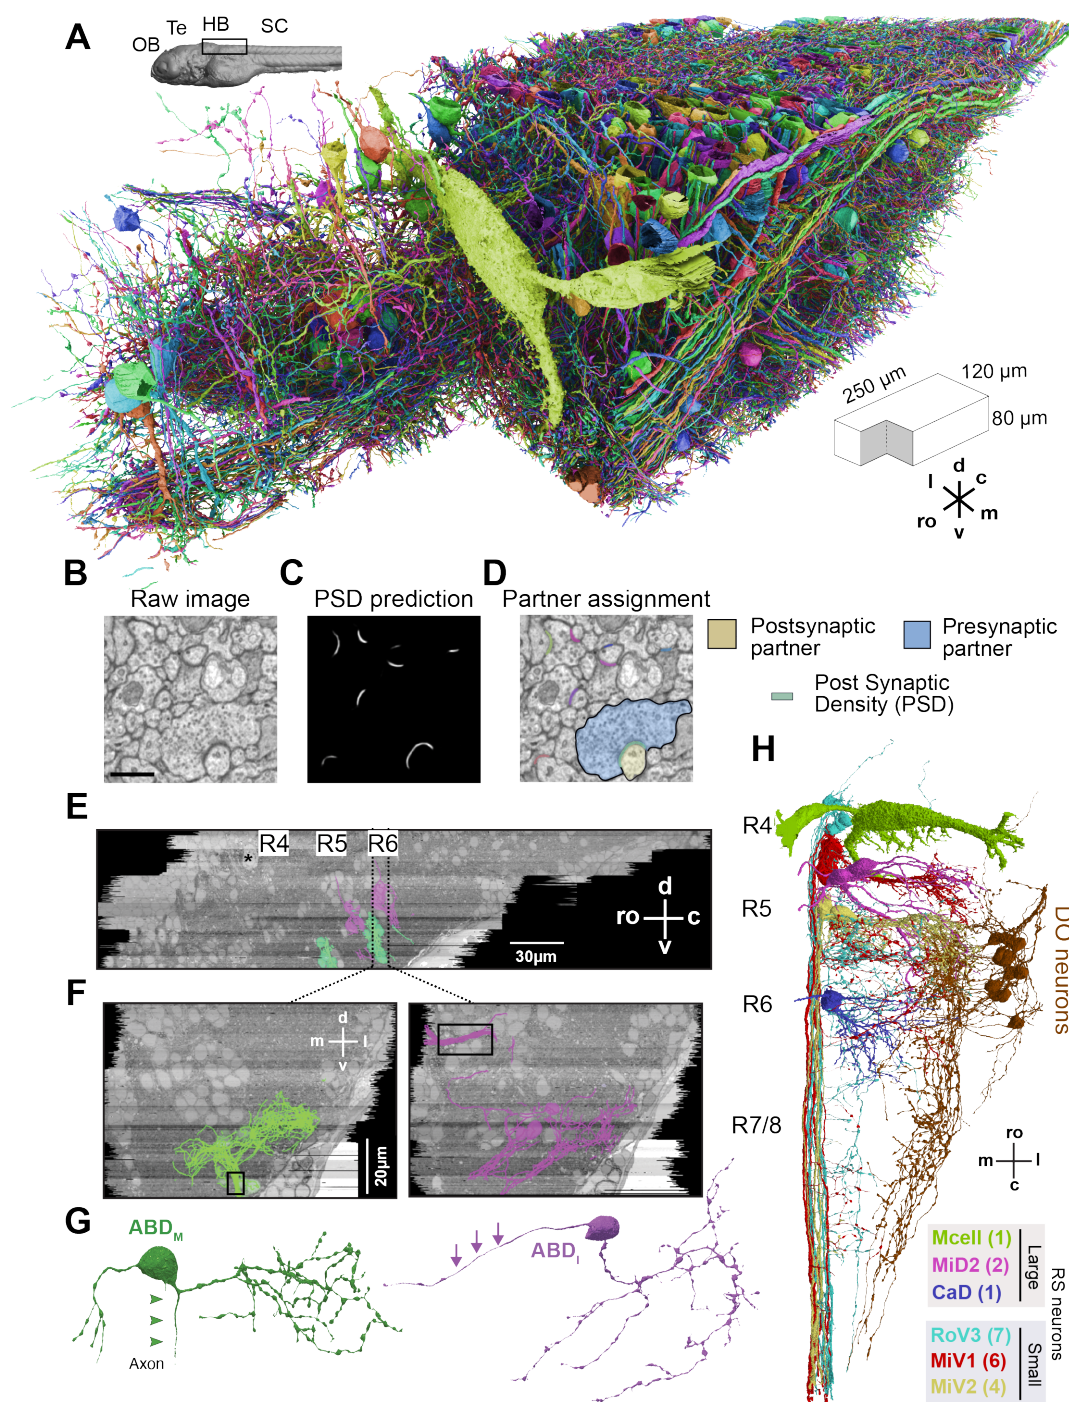 A
OB
Te
HB
SC
250 µm
120 µm
80 µm
d
l
c
ro
m
v
B
C
D
Raw image
PSD prediction
Partner assignment
Postsynaptic
partner
Presynaptic
partner
Post Synaptic
Density (PSD)
E
*
R4
R5
R6
d
ro
c
v
30µm
F
d
m
l
v
20µm
G
ABDM
Axon
ABDI
H
R4
R5
R6
R7/8
DO neurons
ro
m
l
c
Mcell (1)
MiD2 (2)
CaD (1)
Large
RoV3 (7)
MiV1 (6)
MiV2 (4)
Small
RS neurons